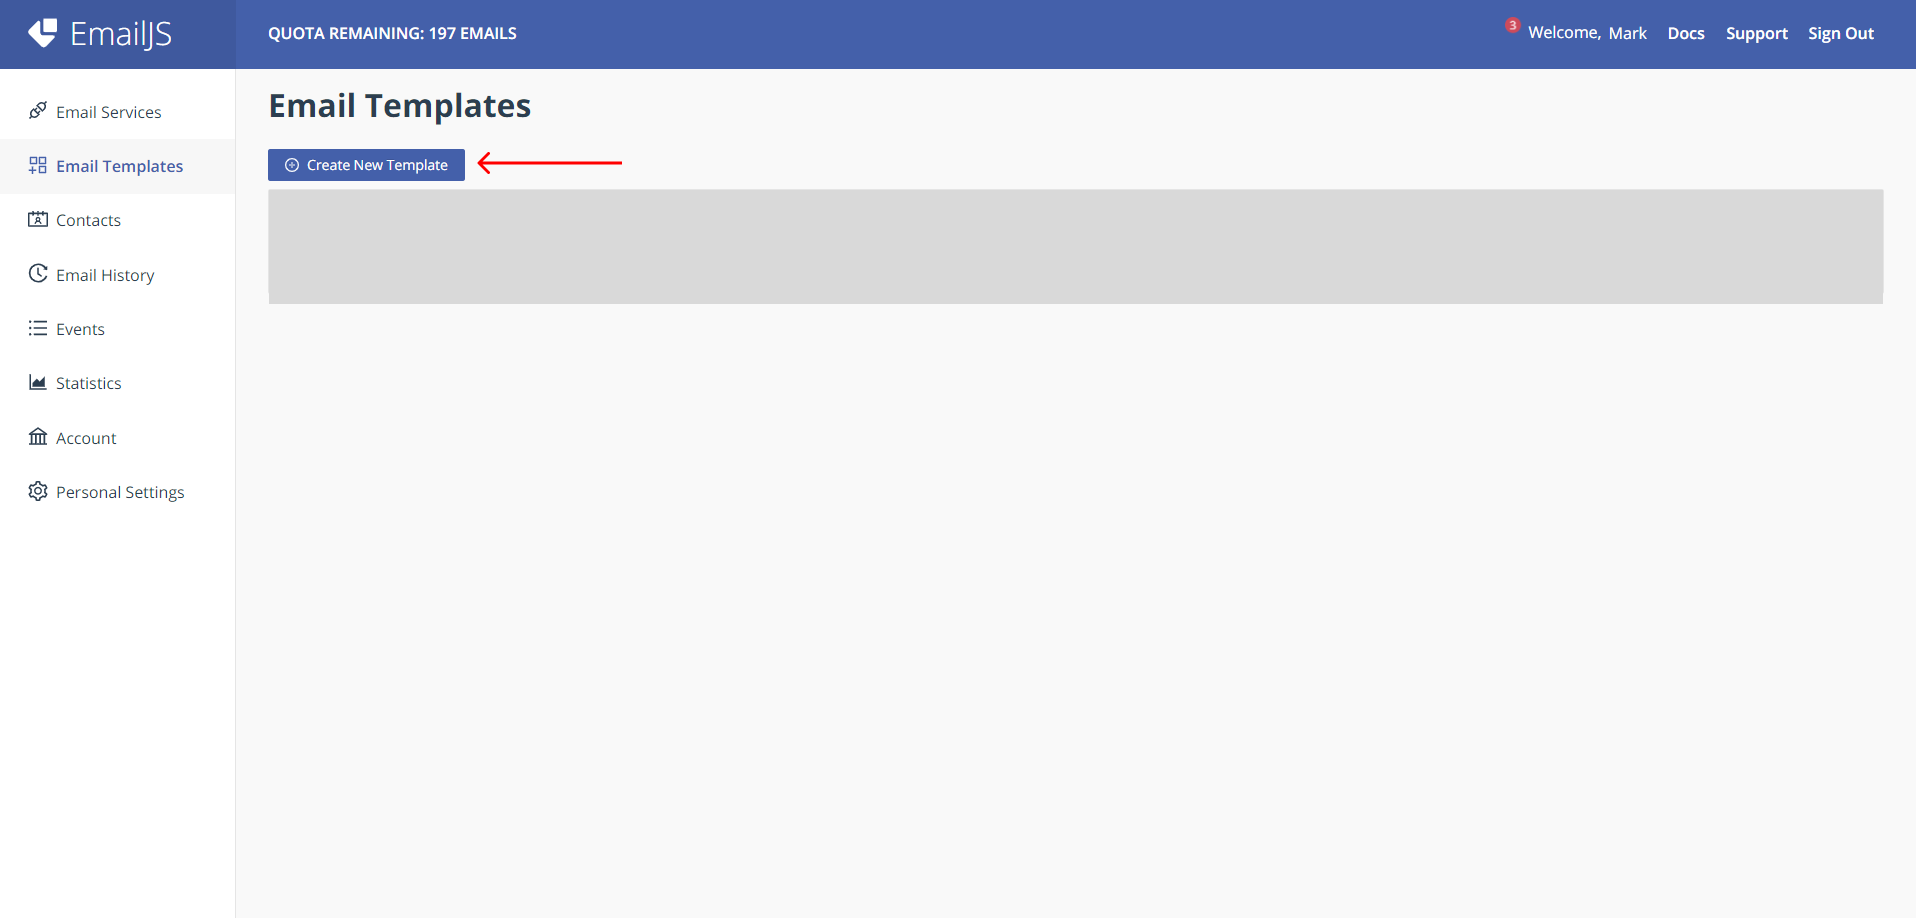 EmailJS
QUOTA REMAINING: 197 EMAILS
3
Welcome, Mark
Docs
Support
Sign Out
Email Services
Email Templates
Contacts
Email History
Events
Statistics
Account
Personal Settings
Email Templates
Create New Template